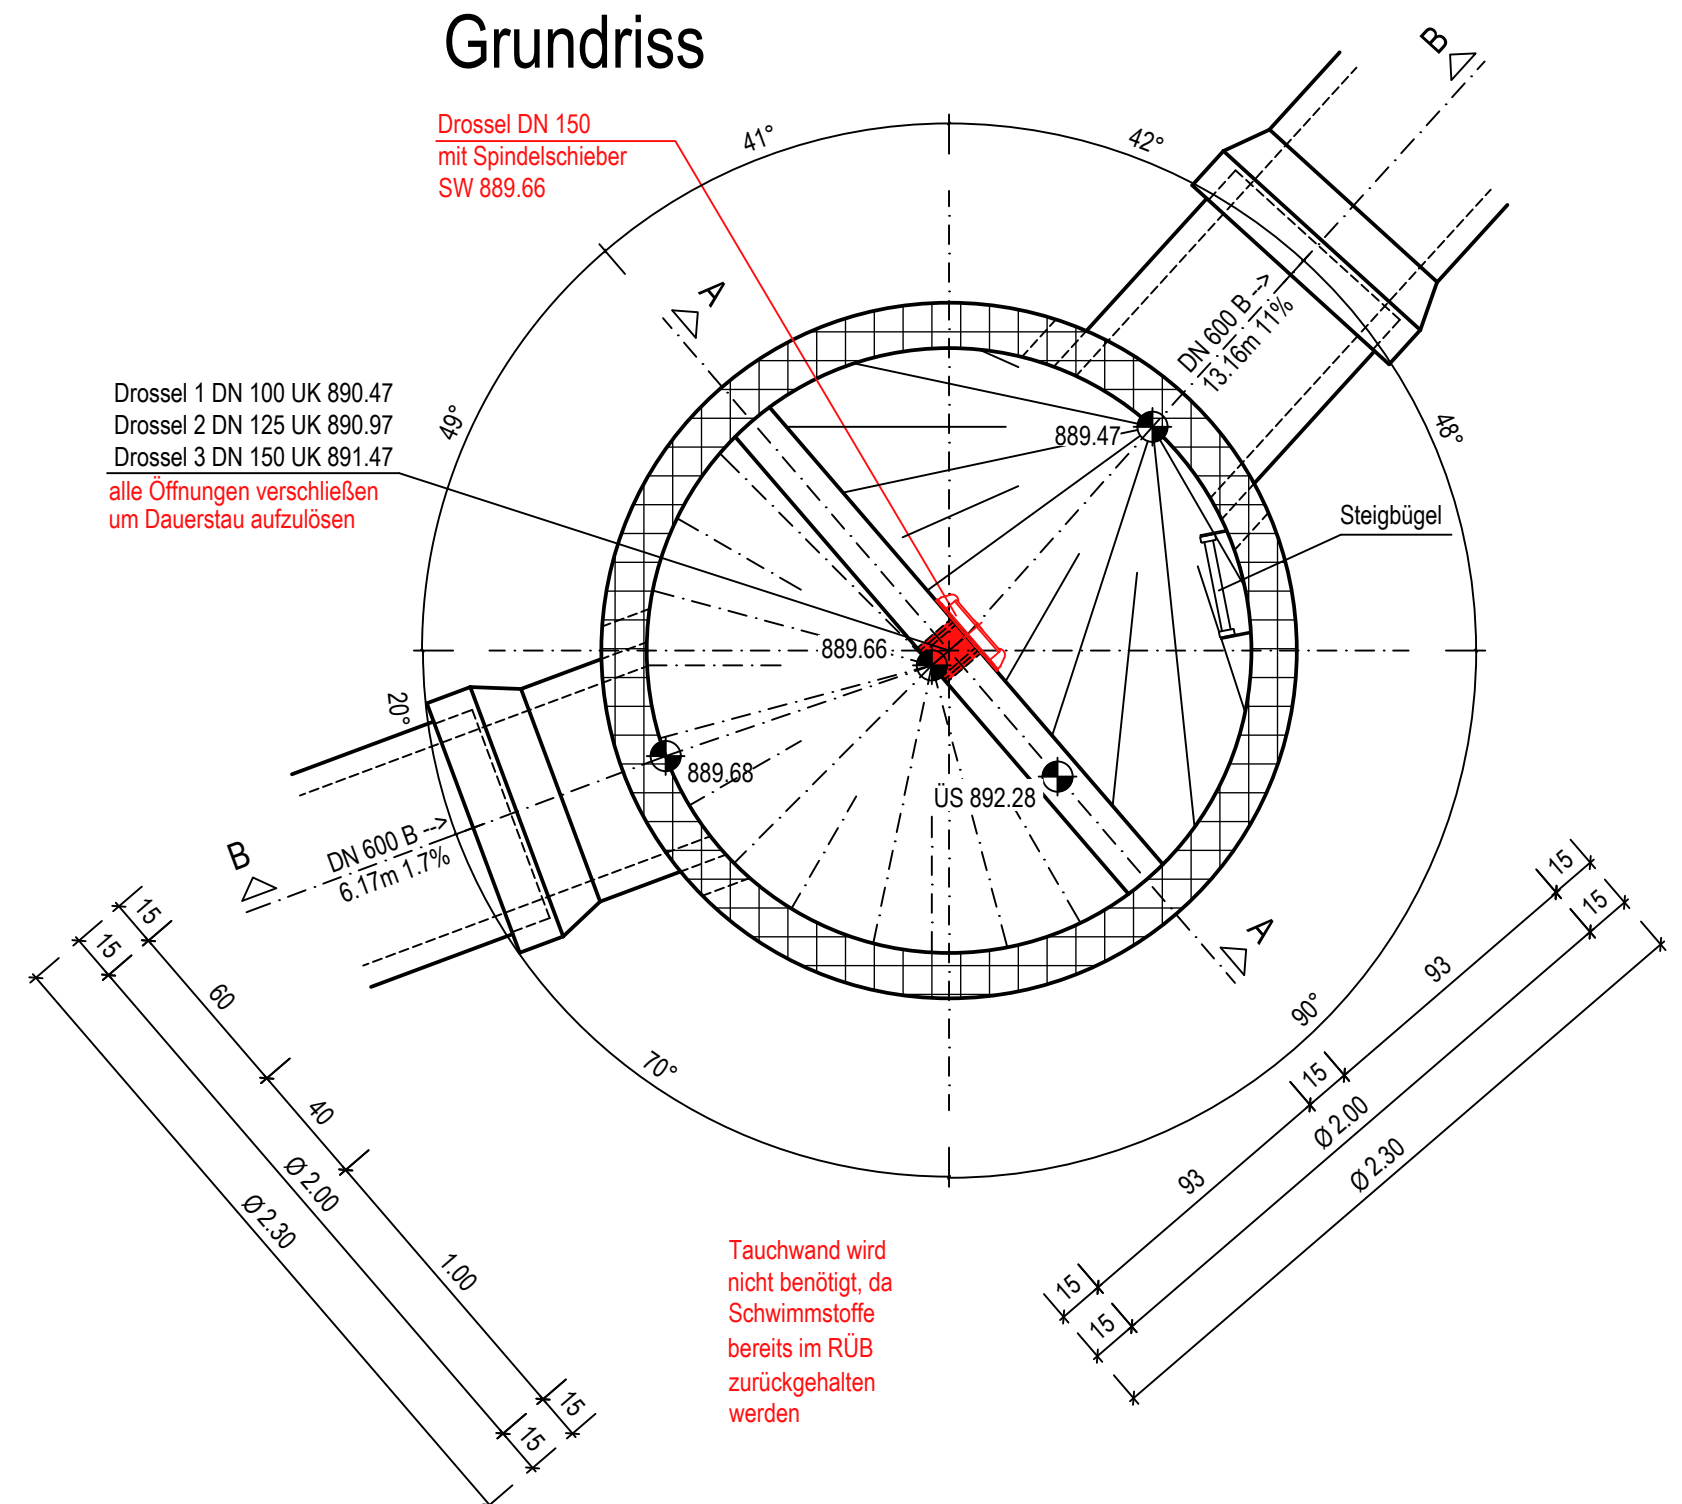 Grundriss
Drossel DN 150
mit Spindelschieber
SW 889.66
41°
42°
B
A
DN 600 B -->
13.16m 11%
Drossel 1 DN 100 UK 890.47
Drossel 2 DN 125 UK 890.97
Drossel 3 DN 150 UK 891.47
alle Öffnungen verschließen
um Dauerstau aufzulösen
49°
889.47
48°
Steigbügel
889.66
20°
889.68
ÜS 892.28
B
DN 600 B -->
6.17m 1.7%
A
15
15
60
40
Ø 2.00
Ø 2.30
1.00
15
15
70°
90°
15
15
93
15
Ø 2.00
Ø 2.30
93
15
15
Tauchwand wird
nicht benötigt, da
Schwimmstoffe
bereits im RÜB
zurückgehalten
werden